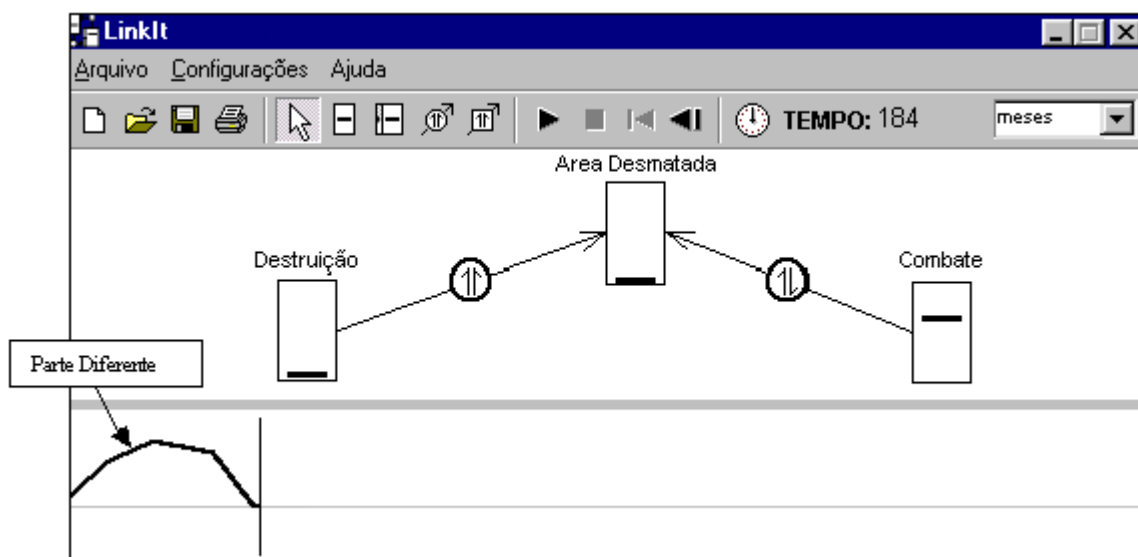 LinkIt
Arquivo Configurações Ajuda
TEMPO: 184 meses
Area Desmatada
Destruição
Combate
Parte Diferente